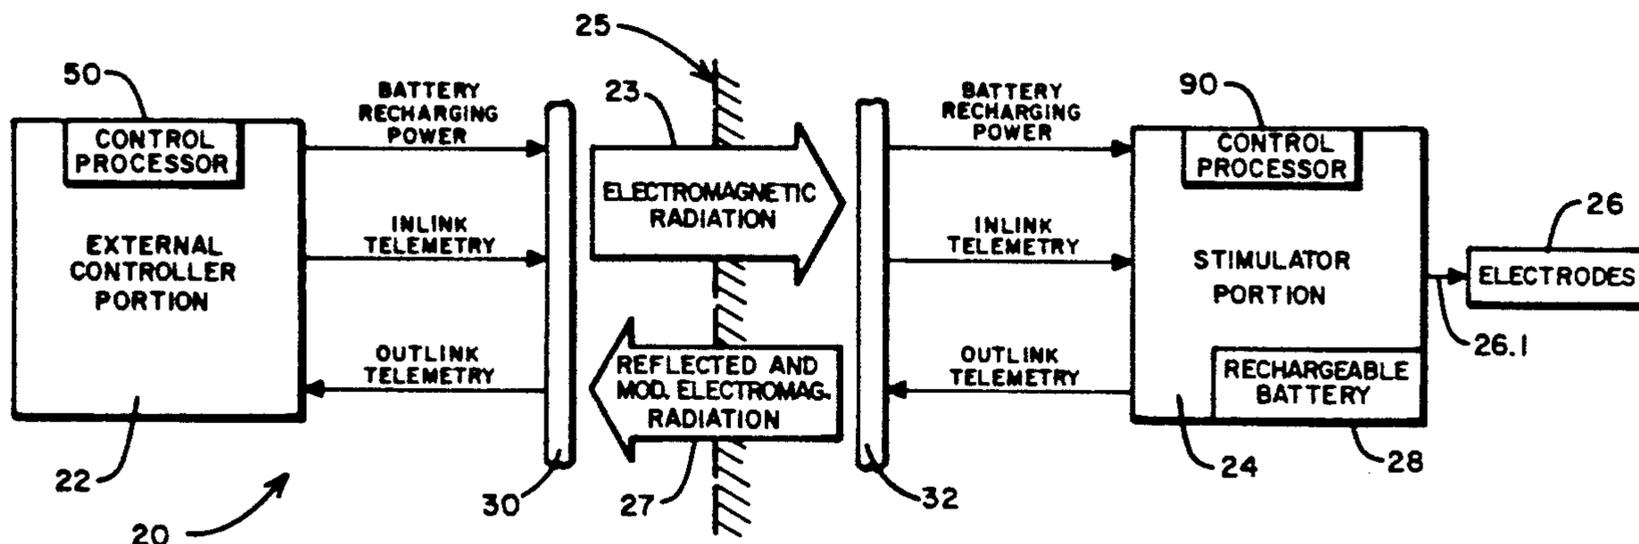 25
50
23
90
BATTERY
RECHARGING
POWER
BATTERY
RECHARGING
POWER
CONTROL
PROCESSOR
CONTROL
PROCESSOR
ELECTROMAGNETIC
RADIATION
26
INLINK
TELEMETRY
INLINK
TELEMETRY
EXTERNAL
CONTROLLER
PORTION
STIMULATOR
PORTION
ELECTRODES
OUTLINK
TELEMETRY
REFLECTED AND
MOD. ELECTROMAG.
RADIATION
OUTLINK
TELEMETRY
RECHARGEABLE
BATTERY
26.1
22
30
27
32
24
28
20